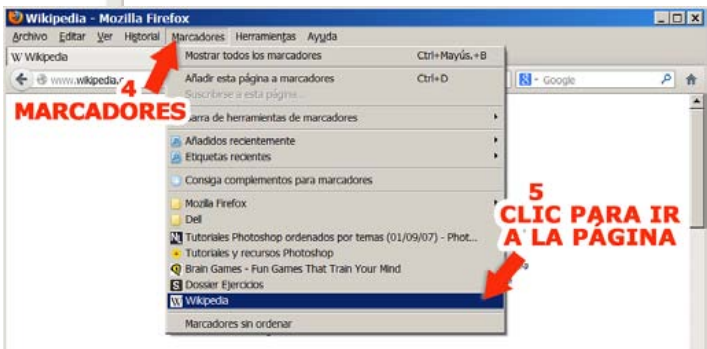 Wikipedia - Mozilla Firefox
Archivo Editar Ver Historial Marcadores Herramientas Ayuda
W Wikipedia
Mostrar todos los marcadores Ctrl+Mayús.+B
www.wikipedia.
Añadir esta página a marcadores Ctrl+D
Google
Suscribirse a esta página...
4
MARCADORES
Barra de herramientas de marcadores
Añadidos recientemente
Etiquetas recientes
Consiga complementos para marcadores
5
CLIC PARA IR
A LA PÁGINA
Mozilla Firefox
Dell
Tutoriales Photoshop ordenados por temas (01/09/07) - Phot...
Tutoriales y recursos Photoshop
Brain Games - Fun Games That Train Your Mind
S Dossier Ejercicios
W Wikipedia
Marcadores sin ordenar